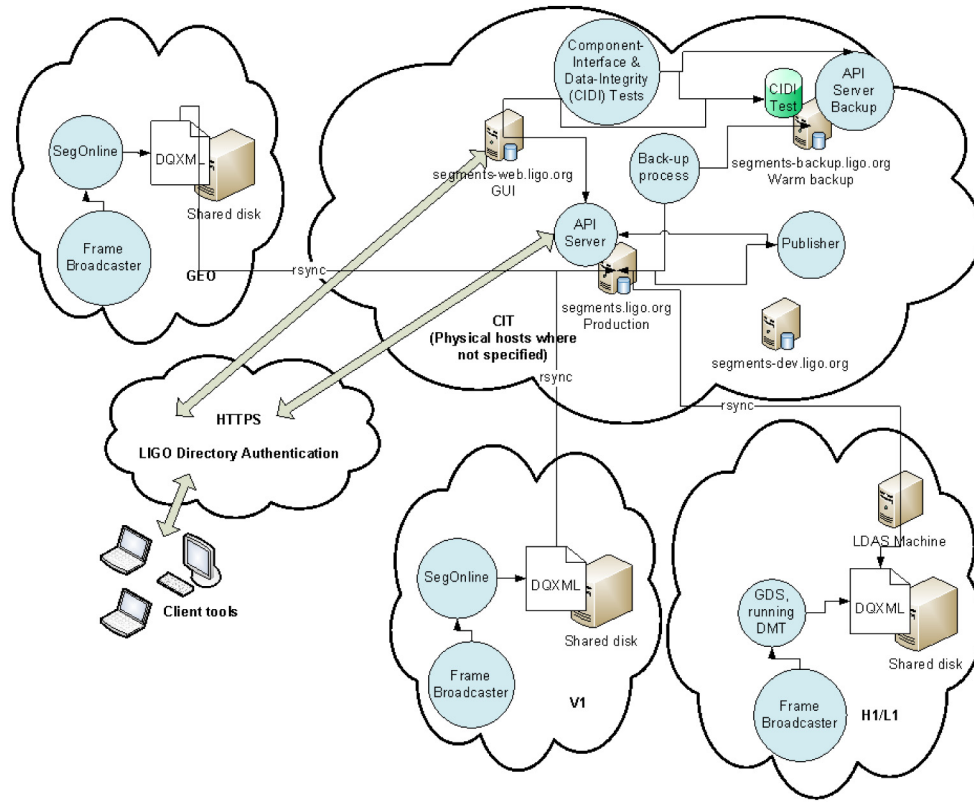 Component-
Interface &
Data-Integrity
(CIDI) Tests
API
Server
Backup
CIDI
Test
SegOnline
DQXML
Shared disk
Frame
Broadcaster
GEO
segments-web.ligo.org
GUI
Back-up
process
segments-backup.ligo.org
Warm backup
API
Server
Publisher
rsync
segments.ligo.org
Production
CIT
(Physical hosts where
not specified)
segments-dev.ligo.org
rsync
rsync
HTTPS
LIGO Directory Authentication
Client tools
SegOnline
DQXML
Shared disk
Frame
Broadcaster
V1
LDAS Machine
GDS,
running
DMT
DQXML
Shared disk
Frame
Broadcaster
H1/L1